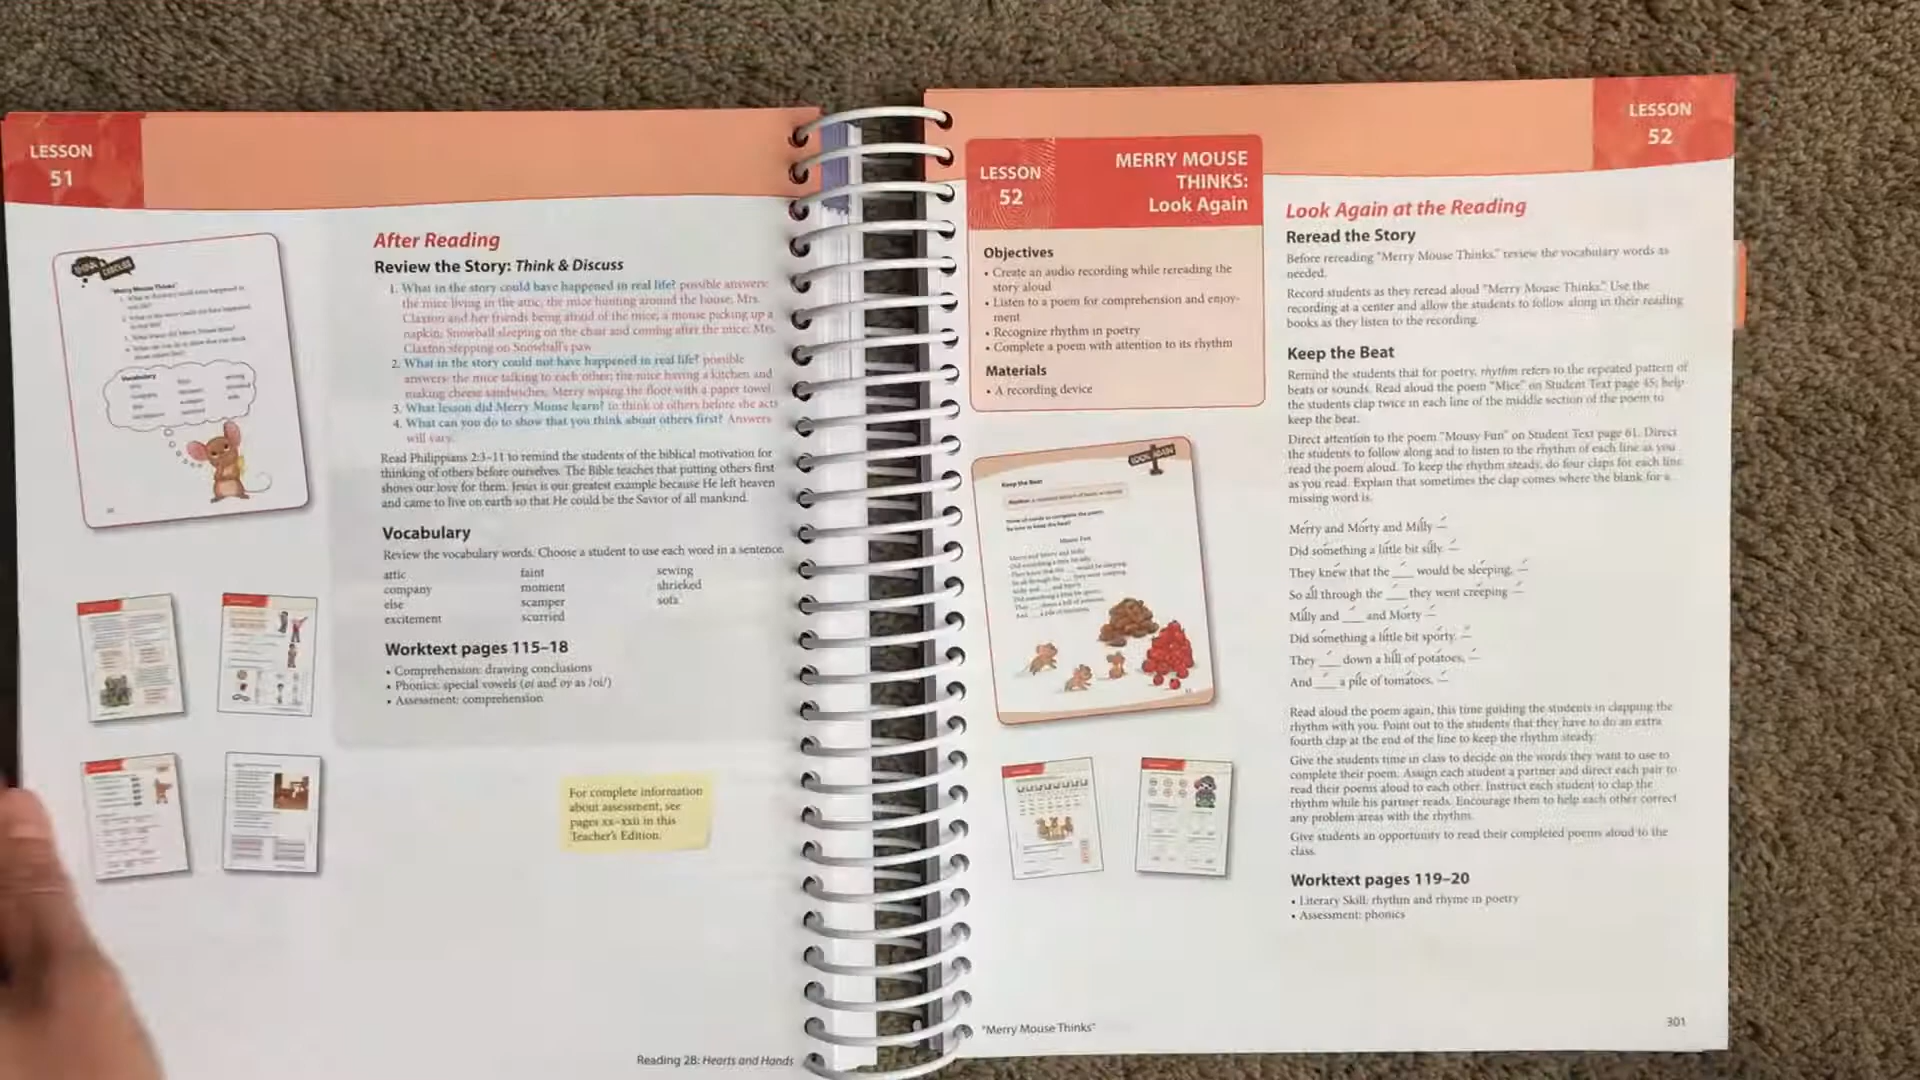 LESSON
51
THINK & DISCUSS
"Merry Mouse Thinks"
Vocabulary
After Reading
Review the Story: Think & Discuss
1. What in the story could have happened in real life? possible answers:
the mice living in the attic; the mice hunting around the house; Mrs.
Claxton and her friends being afraid of the mice; a mouse picking up a
napkin; Snowball sleeping on the chair and coming after the mice; Mrs.
Claxton stepping on Snowball's paw
2. What in the story could not have happened in real life? possible
answers: the mice talking to each other; the mice having a kitchen and
making cheese sandwiches; Merry wiping the floor with a paper towel
3. What lesson did Merry Mouse learn? to think of others before she acts
4. What can you do to show that you think about others first? Answers
will vary.
Read Philippians 2:3–11 to remind the students of the biblical motivation for
thinking of others before ourselves. The Bible teaches that putting others first
shows our love for them. Jesus is our greatest example because He left heaven
and came to live on earth so that He could be the Savior of all mankind.
Vocabulary
Review the vocabulary words. Choose a student to use each word in a sentence.
attic faint sewing
company moment shrieked
else scamper sofa
excitement scurried
Worktext pages 115–18
• Comprehension: drawing conclusions
• Phonics: special vowels (oi and oy as /oi/)
• Assessment: comprehension
For complete information
about assessment, see
pages xx–xxii in this
Teacher's Edition.
Reading 2B: Hearts and Hands
LESSON
52
MERRY MOUSE
THINKS:
Look Again
Objectives
• Create an audio recording while rereading the
story aloud
• Listen to a poem for comprehension and enjoy-
ment
• Recognize rhythm in poetry
• Complete a poem with attention to its rhythm
Materials
• A recording device
LOOK AGAIN
Keep the Beat
Mousy Fun
LESSON
52
Look Again at the Reading
Reread the Story
Before rereading "Merry Mouse Thinks," review the vocabulary words as
needed.
Record students as they reread aloud "Merry Mouse Thinks." Use the
recording at a center and allow the students to follow along in their reading
books as they listen to the recording.
Keep the Beat
Remind the students that for poetry, rhythm refers to the repeated pattern of
beats or sounds. Read aloud the poem "Mice" on Student Text page 45; help
the students clap twice in each line of the middle section of the poem to
keep the beat.
Direct attention to the poem "Mousy Fun" on Student Text page 61. Direct
the students to follow along and to listen to the rhythm of each line as you
read the poem aloud. To keep the rhythm steady, do four claps for each line
as you read. Explain that sometimes the clap comes where the blank for a
missing word is.
Merry and Morty and Milly —
Did something a little bit silly. —
They knew that the ___ would be sleeping, —
So all through the ___ they went creeping —
Milly and ___ and Morty —
Did something a little bit sporty. —
They ___ down a hill of potatoes, —
And ___ a pile of tomatoes. —
Read aloud the poem again, this time guiding the students in clapping the
rhythm with you. Point out to the students that they have to do an extra
fourth clap at the end of the line to keep the rhythm steady.
Give the students time in class to decide on the words they want to use to
complete their poem. Assign each student a partner and direct each pair to
read their poems aloud to each other. Instruct each student to clap the
rhythm while his partner reads. Encourage them to help each other correct
any problem areas with the rhythm.
Give students an opportunity to read their completed poems aloud to the
class.
Worktext pages 119–20
• Literary Skill: rhythm and rhyme in poetry
• Assessment: phonics
"Merry Mouse Thinks"
301